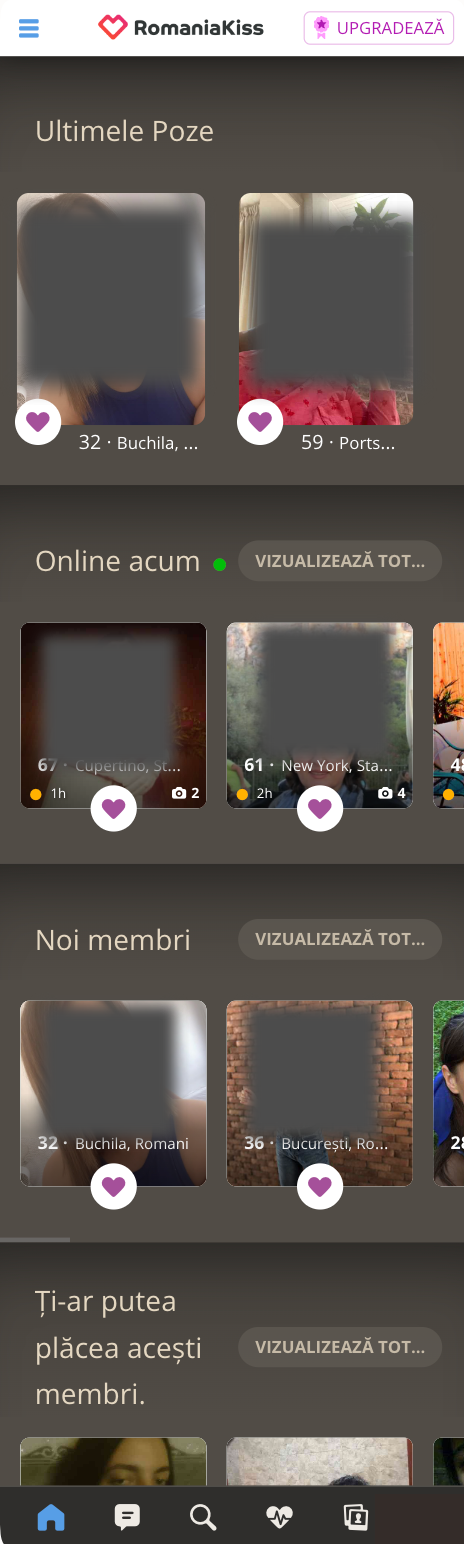 RomaniaKiss
UPGRADEAZĂ
Ultimele Poze
32 · Buchila, ...
59 · Ports...
Online acum
VIZUALIZEAZĂ TOT...
67 · Cupertino, St...
1h
2
61 · New York, Sta...
2h
4
48
Noi membri
VIZUALIZEAZĂ TOT...
32 · Buchila, Romani
36 · București, Ro...
28
Ți-ar putea
plăcea acești
membri.
VIZUALIZEAZĂ TOT...